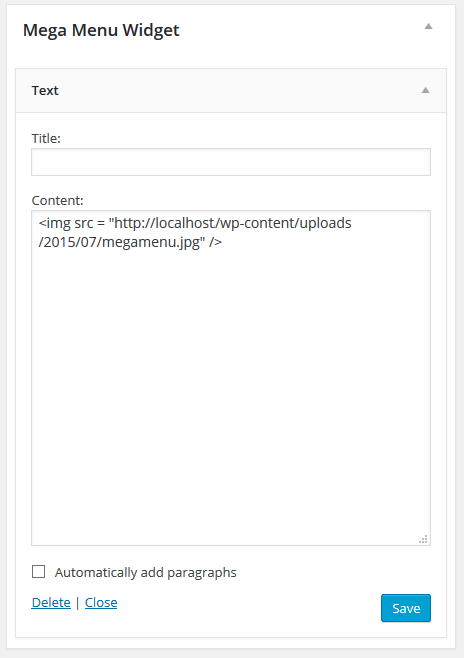 Mega Menu Widget
Text
Title:
Content:
<img src = "http://localhost/wp-content/uploads
/2015/07/megamenu.jpg" />
Automatically add paragraphs
Delete | Close
Save